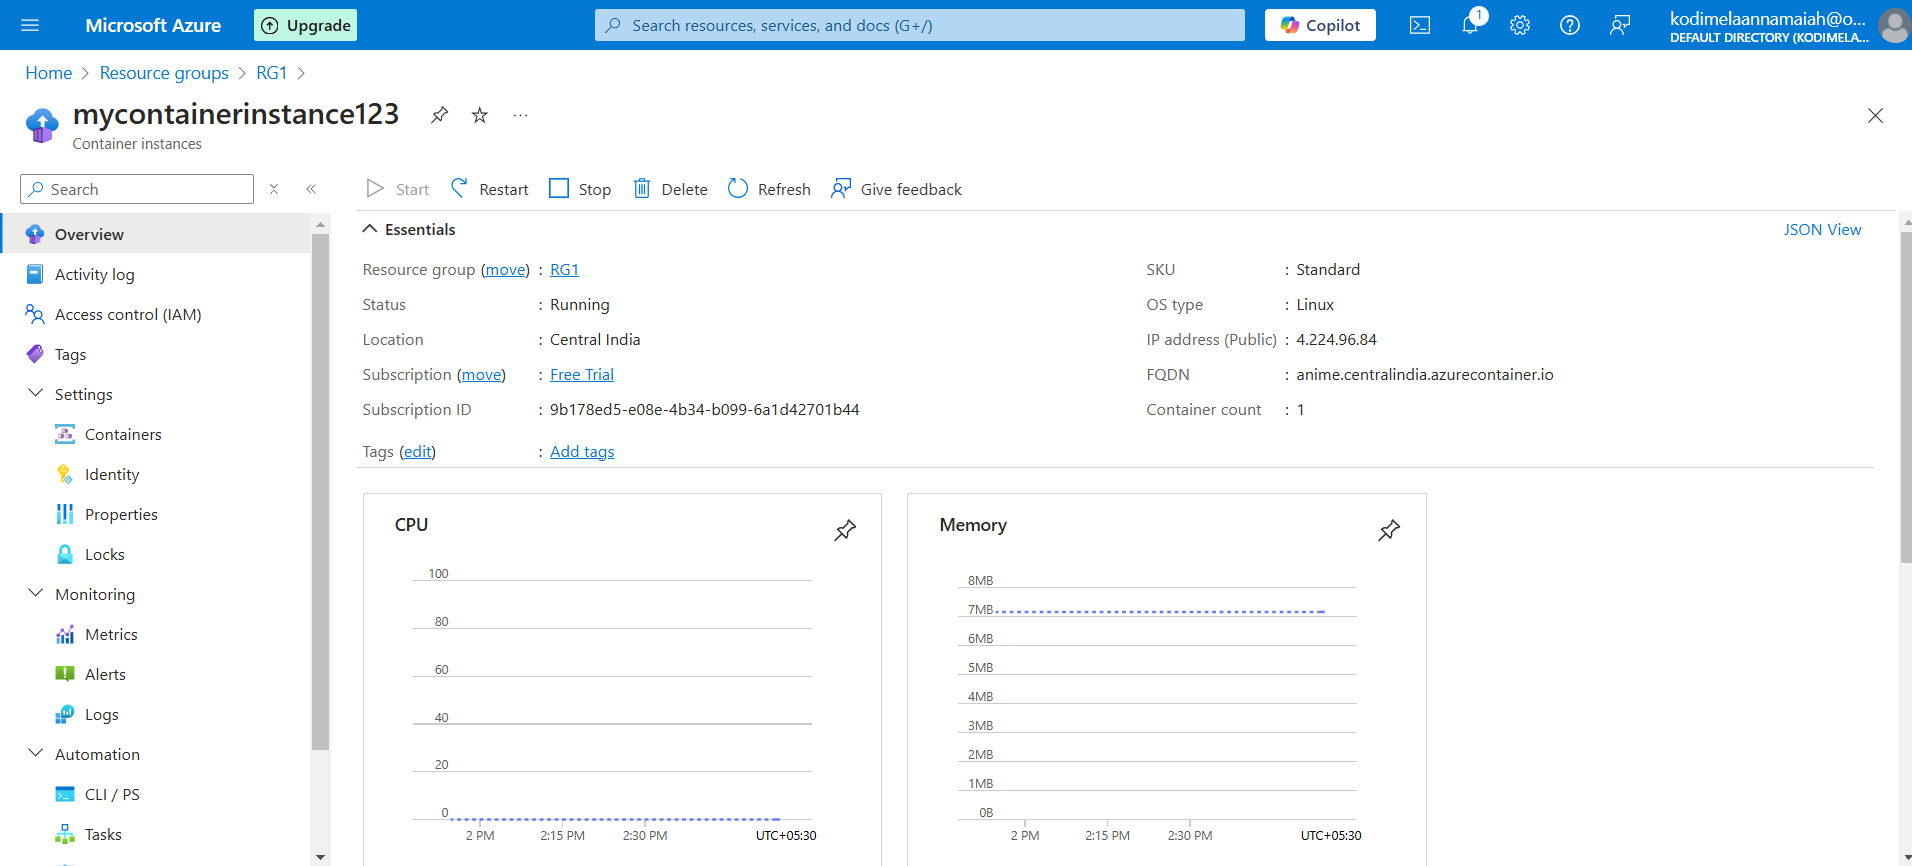 Microsoft Azure
Upgrade
Search resources, services, and docs (G+/)
Copilot
1
kodimelaannamaiah@o...
DEFAULT DIRECTORY (KODIMELA...
Home > Resource groups > RG1 >
mycontainerinstance123
...
Container instances
Search
Start
Restart
Stop
Delete
Refresh
Give feedback
Overview
Activity log
Access control (IAM)
Tags
Settings
Containers
Identity
Properties
Locks
Monitoring
Metrics
Alerts
Logs
Automation
CLI / PS
Tasks
Essentials
JSON View
Resource group (move) : RG1
Status : Running
Location : Central India
Subscription (move) : Free Trial
Subscription ID : 9b178ed5-e08e-4b34-b099-6a1d42701b44
Tags (edit) : Add tags
SKU : Standard
OS type : Linux
IP address (Public) : 4.224.96.84
FQDN : anime.centralindia.azurecontainer.io
Container count : 1
CPU
100
80
60
40
20
0
2 PM 2:15 PM 2:30 PM UTC+05:30
Memory
8MB
7MB
6MB
5MB
4MB
3MB
2MB
1MB
0B
2 PM 2:15 PM 2:30 PM UTC+05:30